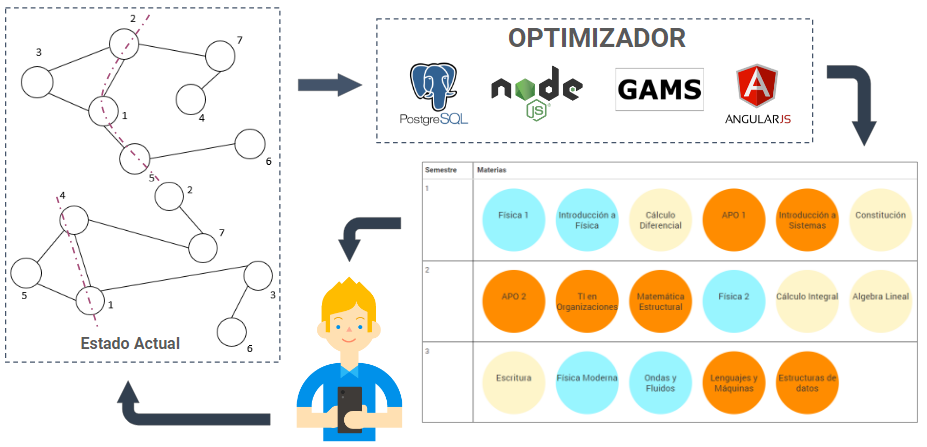 2
3
7
1
4
5
6
2
4
7
5
1
3
6
Estado Actual
OPTIMIZADOR
PostgreSQL
node
JS
GAMS
A
ANGULARJS
Semestre
Materias
1
Física 1
Introducción a
Física
Cálculo
Diferencial
APO 1
Introducción a
Sistemas
Constitución
2
APO 2
TI en
Organizaciones
Matemática
Estructural
Física 2
Cálculo Integral
Algebra Lineal
3
Escritura
Física Moderna
Ondas y
Fluidos
Lenguajes y
Máquinas
Estructuras de
datos